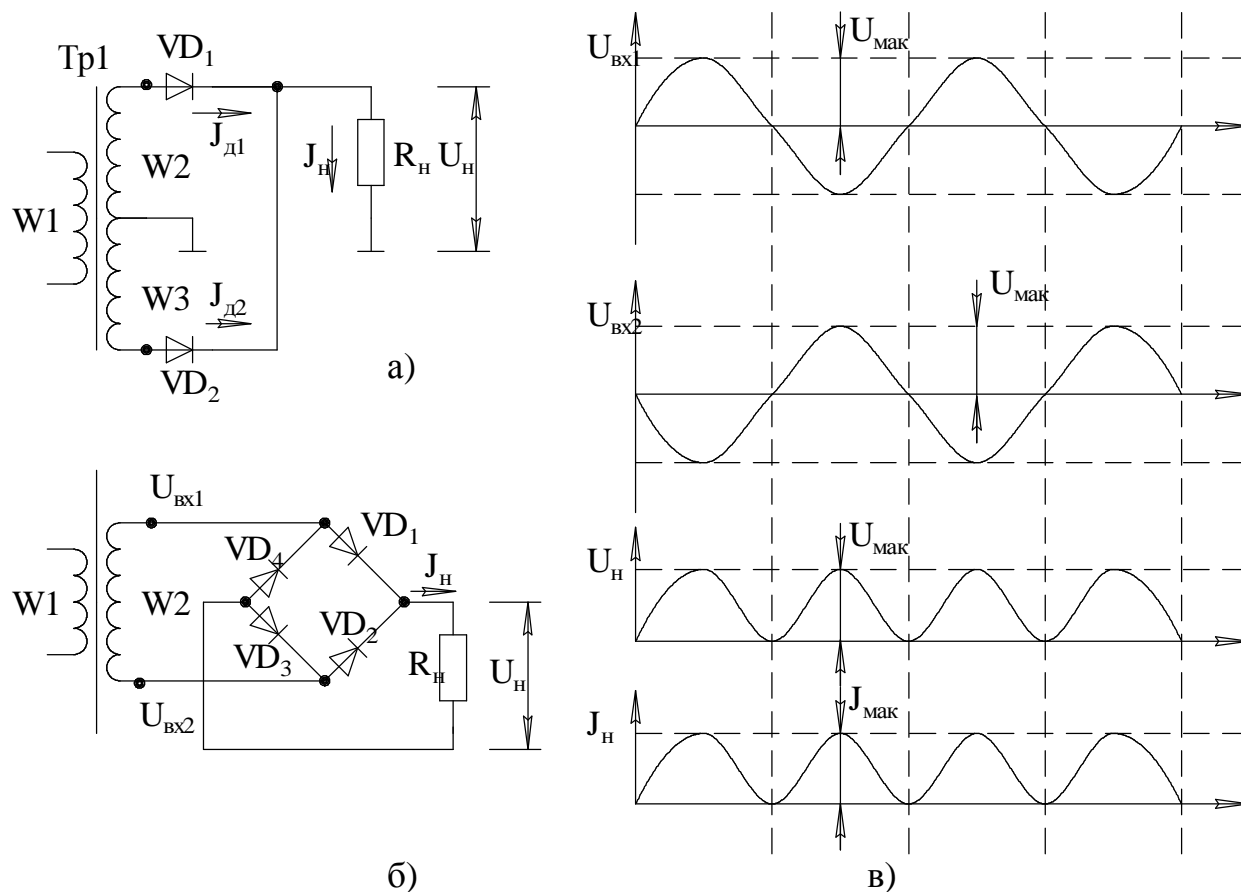 Тр1
VD1
Jд1
W2
W1
Jн
Rн
Uн
W3
Jд2
VD2
а)
Uвх1
VD1
VD4
Jн
W1
W2
VD2
VD3
Rн
Uн
Uвх2
б)
Uвх1
Uмак
Uвх2
Uмак
Uн
Uмак
Jн
Jмак
в)